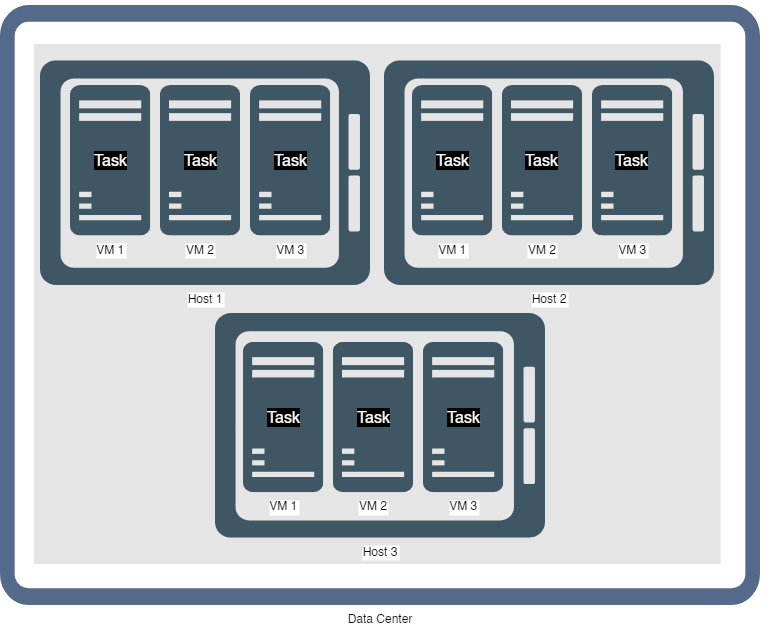 Task Task Task
VM 1 VM 2 VM 3
Host 1
Task Task Task
VM 1 VM 2 VM 3
Host 2
Task Task Task
VM 1 VM 2 VM 3
Host 3
Data Center